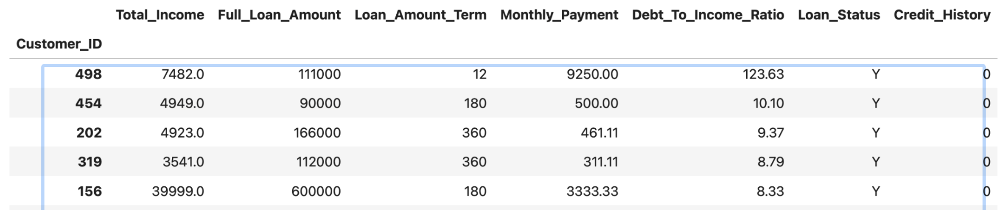 Total_Income Full_Loan_Amount Loan_Amount_Term Monthly_Payment Debt_To_Income_Ratio Loan_Status Credit_History
Customer_ID
498 7482.0 111000 12 9250.00 123.63 Y 0
454 4949.0 90000 180 500.00 10.10 Y 0
202 4923.0 166000 360 461.11 9.37 Y 0
319 3541.0 112000 360 311.11 8.79 Y 0
156 39999.0 600000 180 3333.33 8.33 Y 0